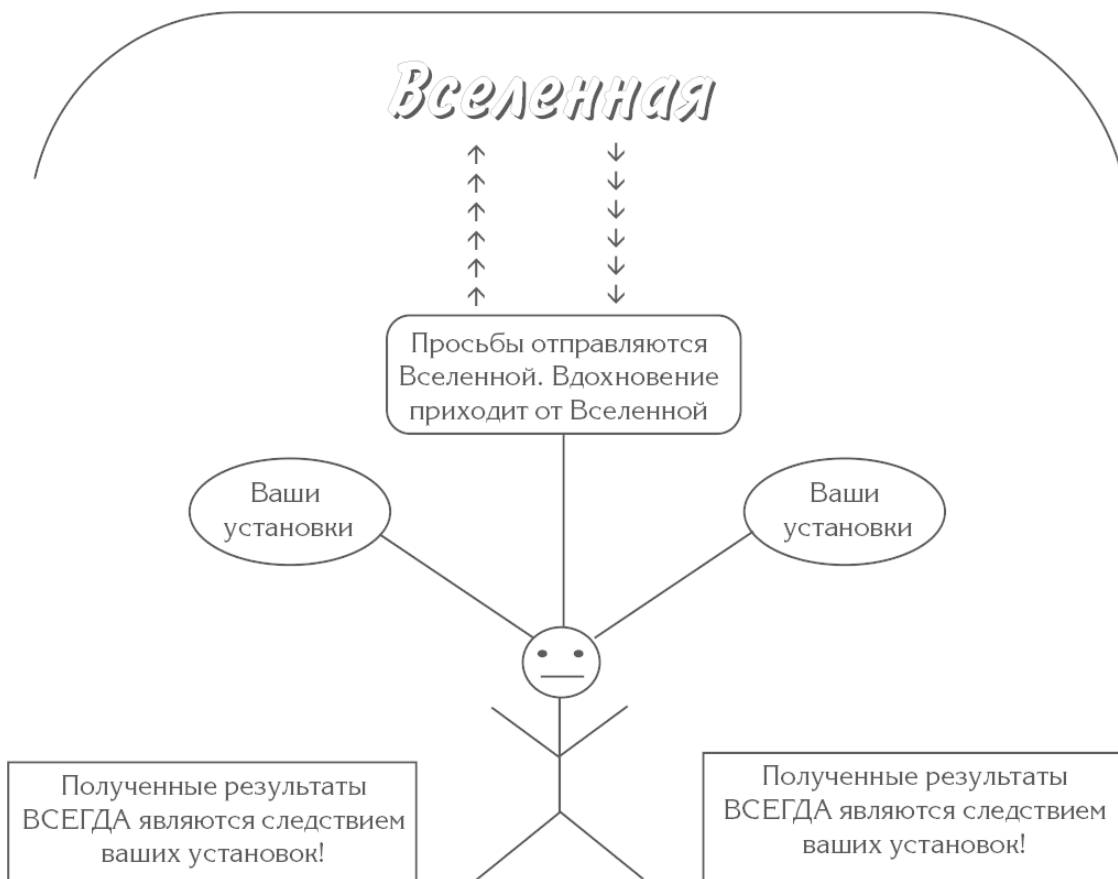 Вселенная
Просьбы отправляются
Вселенной. Вдохновение
приходит от Вселенной
Ваши
установки
Ваши
установки
Полученные результаты
ВСЕГДА являются следствием
ваших установок!
Полученные результаты
ВСЕГДА являются следствием
ваших установок!